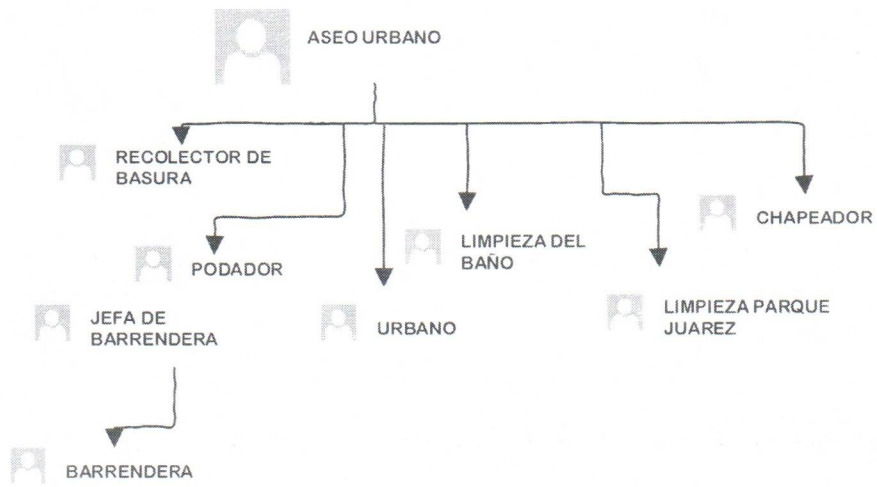 ASEO URBANO
RECOLECTOR DE
BASURA
CHAPEADOR
LIMPIEZA DEL
BAÑO
PODADOR
JEFA DE
BARRENDERA
URBANO
LIMPIEZA PARQUE
JUAREZ
BARRENDERA